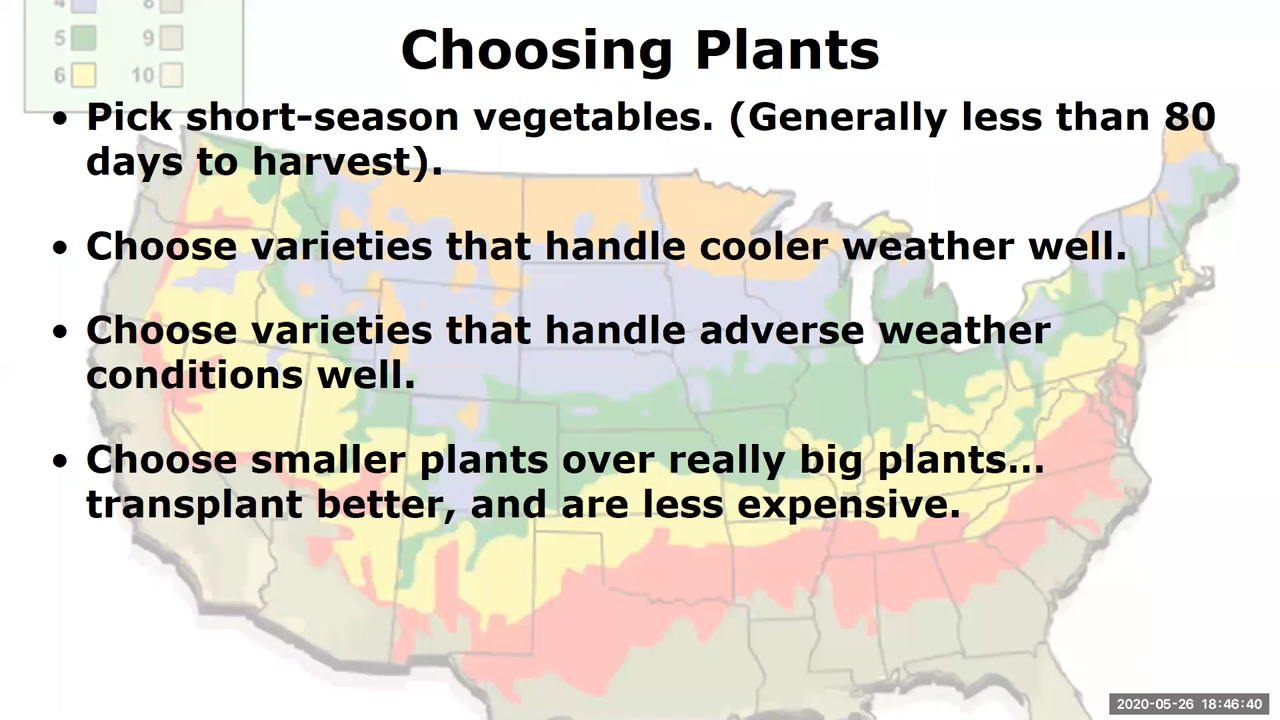 4 8
5 9
6 10
Choosing Plants
• Pick short-season vegetables. (Generally less than 80
days to harvest).
• Choose varieties that handle cooler weather well.
• Choose varieties that handle adverse weather
conditions well.
• Choose smaller plants over really big plants...
transplant better, and are less expensive.
2020-05-26 18:46:40